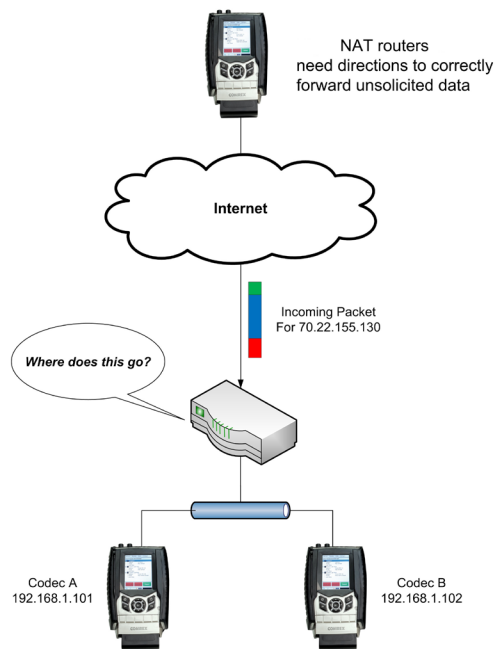 NAT routers
need directions to correctly
forward unsolicited data
Internet
Incoming Packet
For 70.22.155.130
Where does this go?
Codec A
192.168.1.101
Codec B
192.168.1.102